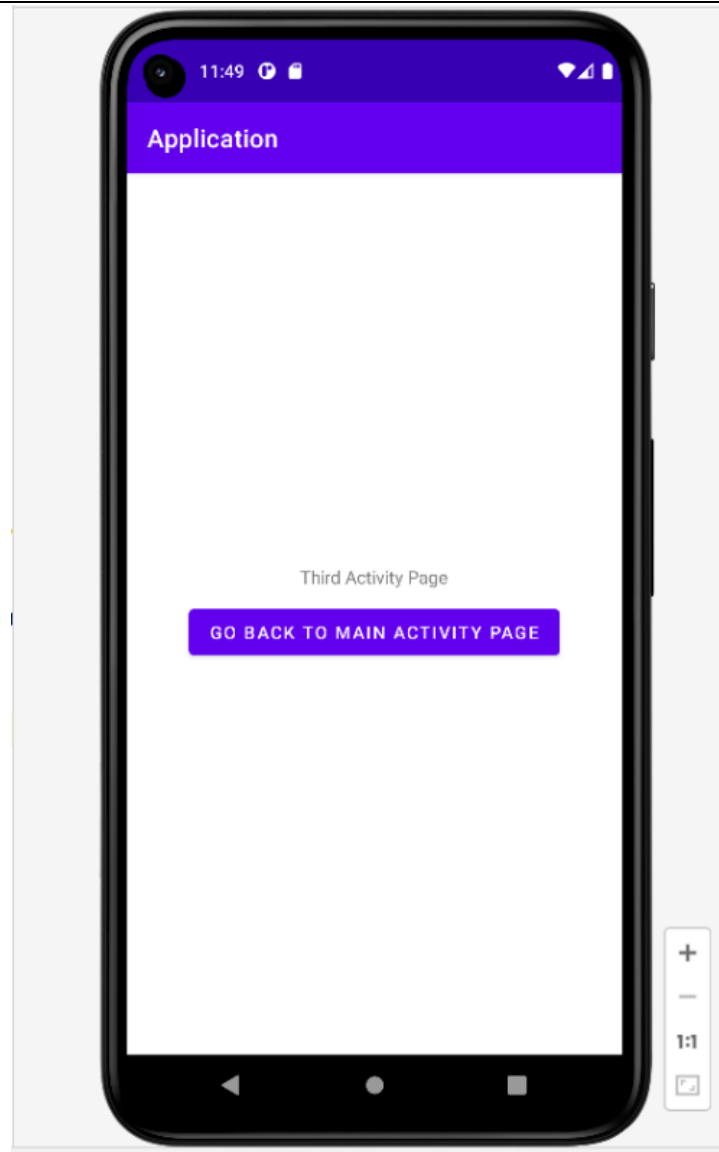 11:49
Application
Third Activity Page
GO BACK TO MAIN ACTIVITY PAGE
1:1